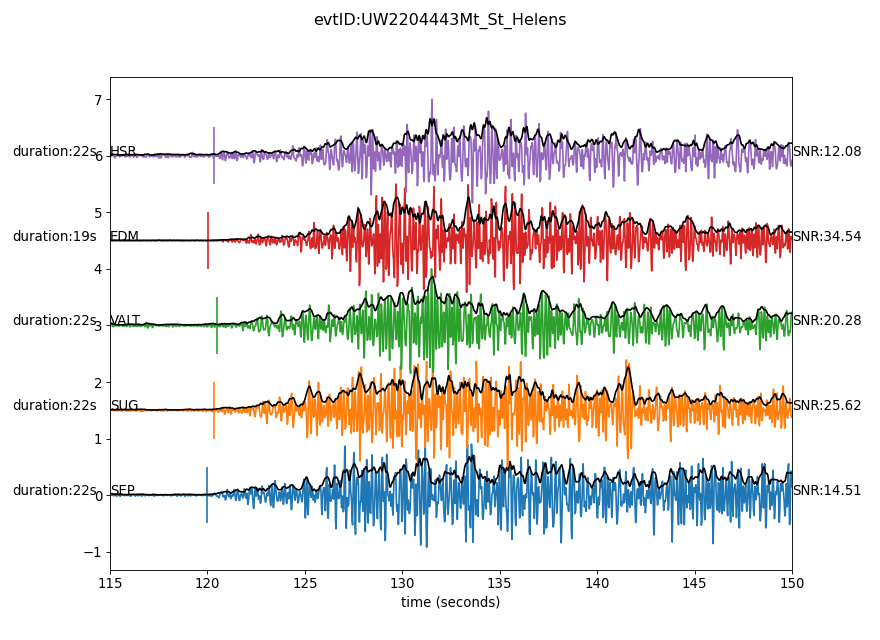 evtID:UW2204443Mt_St_Helens
7
duration:22s HSR 6 SNR:12.08
5
duration:19s EDM SNR:34.54
4
duration:22s VALT 3 SNR:20.28
2
duration:22s SUG SNR:25.62
1
duration:22s SEP 0 SNR:14.51
−1
115 120 125 130 135 140 145 150
time (seconds)